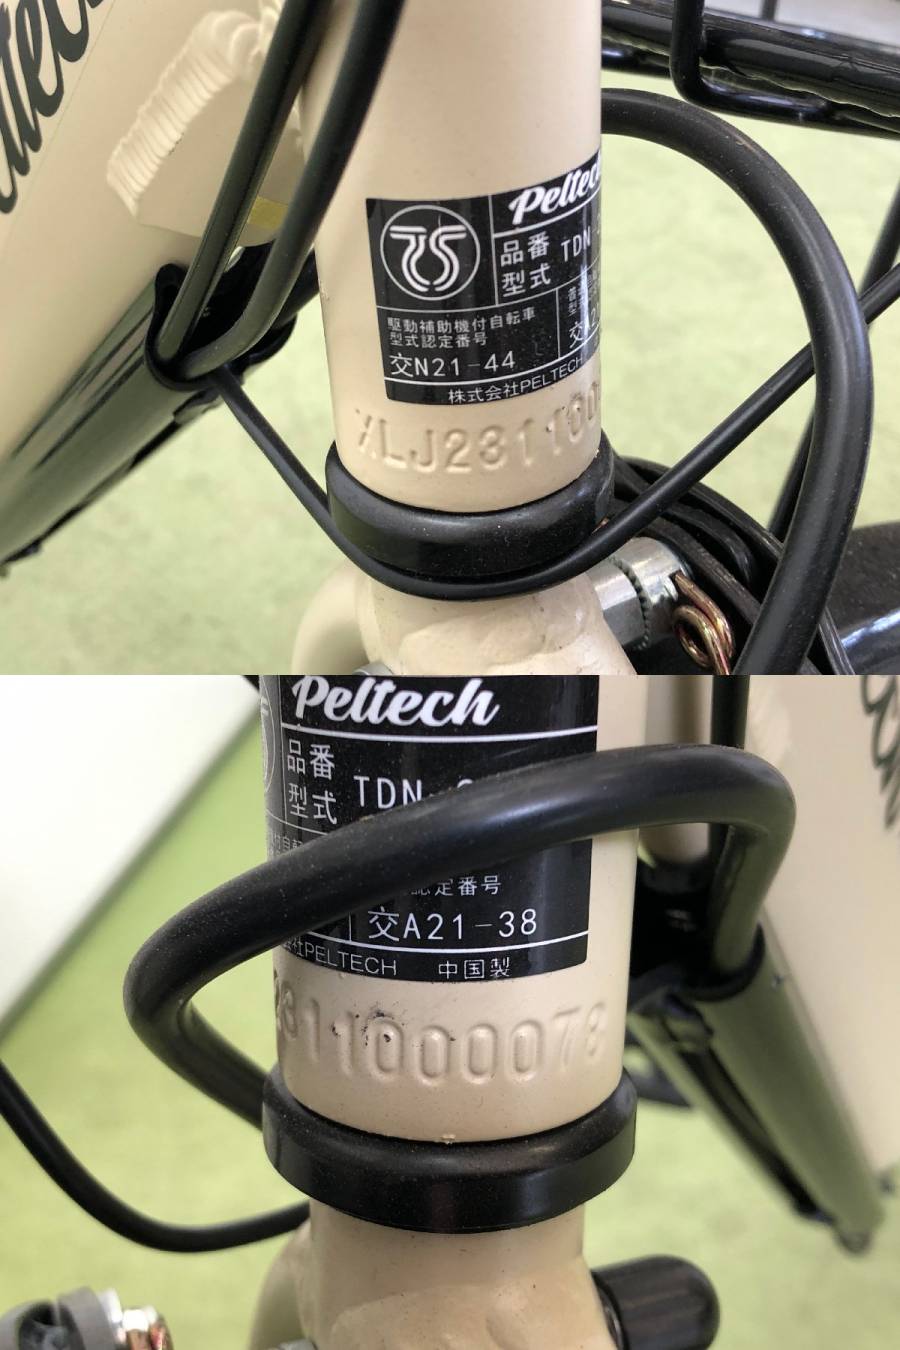 Peltech
品番 TDN
型式
駆動補助機付自転車
型式認定番号
交N21-44
株式会社PELTECH
XLJ2311000
Peltech
品番
型式 TDN
認定番号
交A21-38
会社PELTECH 中国製
2311000078